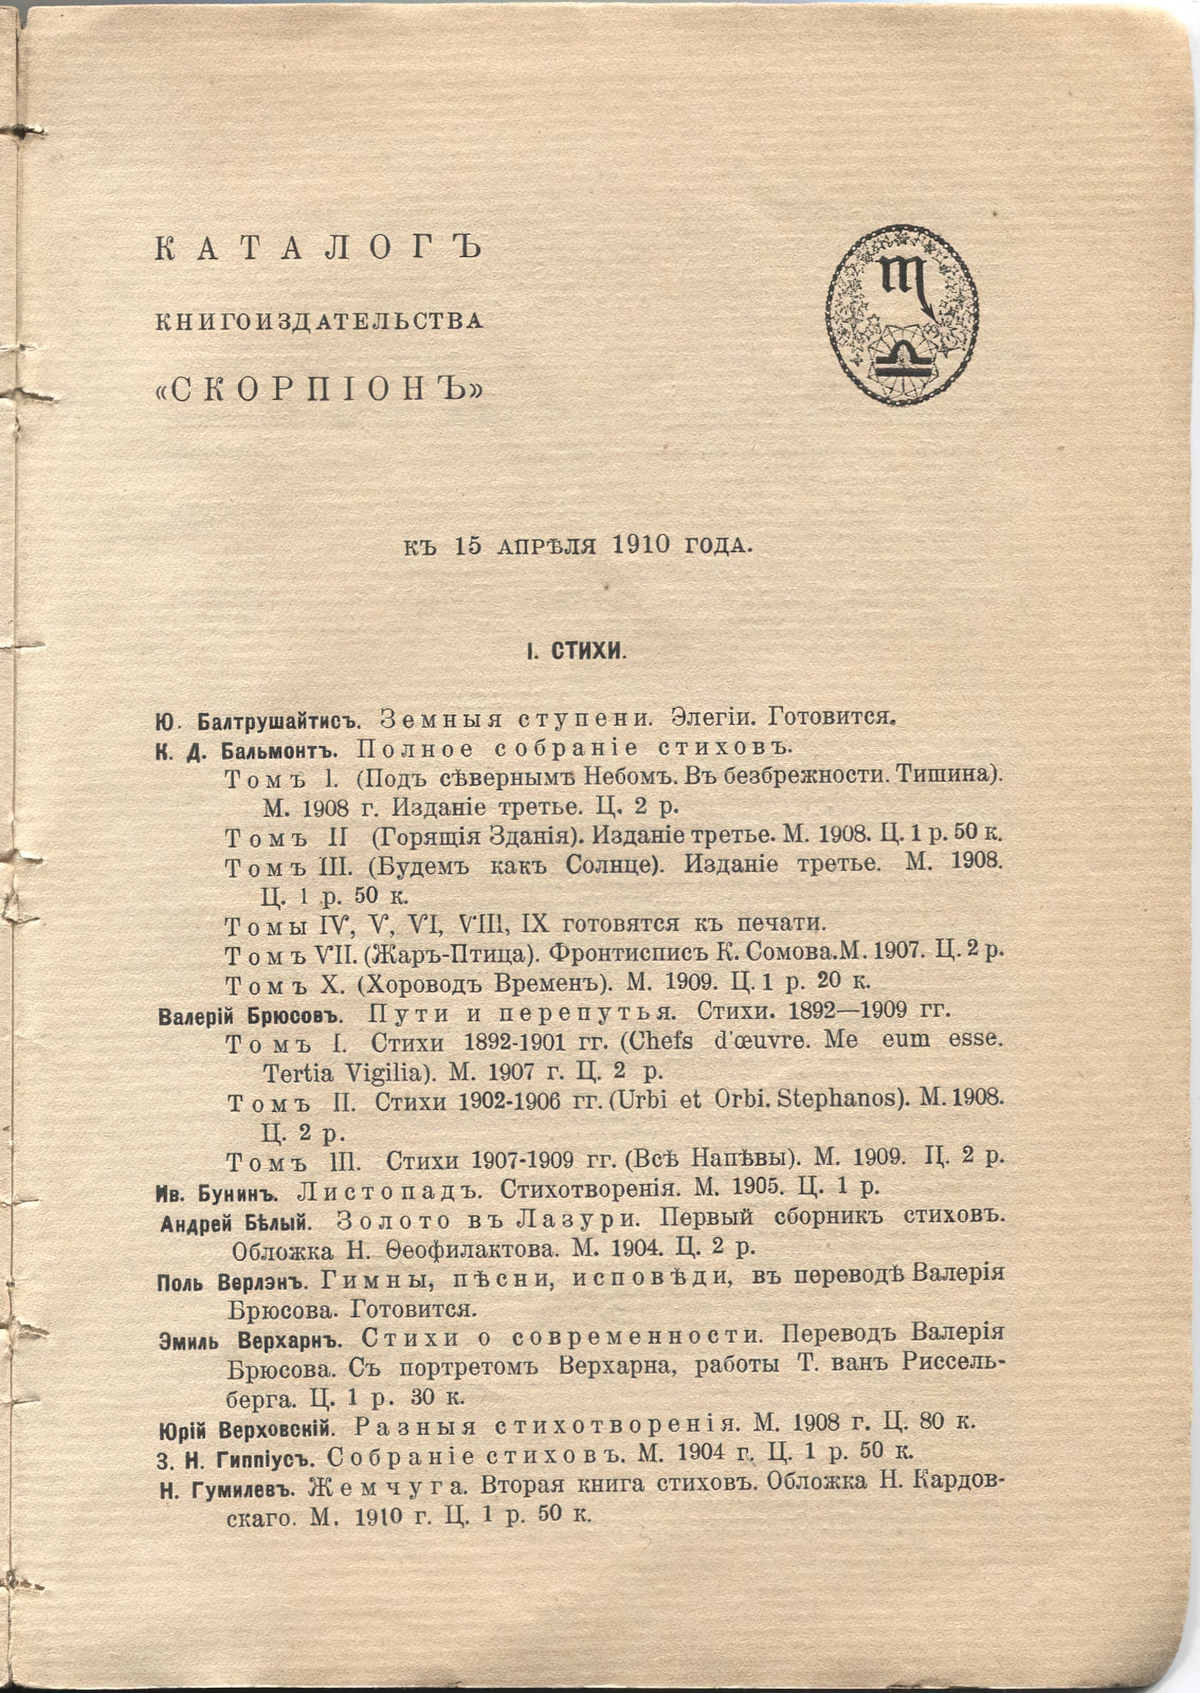 КАТАЛОГЪ
КНИГОИЗДАТЕЛЬСТВА
«СКОРПІОНЪ»
КЪ 15 АПРѢЛЯ 1910 ГОДА.
I. СТИХИ.
Ю. Балтрушайтисъ. Земныя ступени. Элегіи. Готовится.
К. Д. Бальмонтъ. Полное собраніе стиховъ.
Томъ I. (Подъ сѣвернымъ Небомъ. Въ безбрежности. Тишина).
М. 1908 г. Изданіе третье. Ц. 2 р.
Томъ II (Горящія Зданія). Изданіе третье. М. 1908. Ц. 1 р. 50 к.
Томъ III. (Будемъ какъ Солнце). Изданіе третье. М. 1908.
Ц. 1 р. 50 к.
Томы IV, V, VI, VIII, IX готовятся къ печати.
Томъ VII. (Жаръ-Птица). Фронтисписъ К. Сомова. М. 1907. Ц. 2 р.
Томъ X. (Хороводъ Временъ). М. 1909. Ц. 1 р. 20 к.
Валерій Брюсовъ. Пути и перепутья. Стихи. 1892—1909 гг.
Томъ I. Стихи 1892-1901 гг. (Chefs d'œuvre. Me eum esse.
Tertia Vigilia). М. 1907 г. Ц. 2 р.
Томъ II. Стихи 1902-1906 гг. (Urbi et Orbi. Stephanos). М. 1908.
Ц. 2 р.
Томъ III. Стихи 1907-1909 гг. (Всѣ Напѣвы). М. 1909. Ц. 2 р.
Ив. Бунинъ. Листопадъ. Стихотворенія. М. 1905. Ц. 1 р.
Андрей Бѣлый. Золото въ Лазури. Первый сборникъ стиховъ.
Обложка Н. Ѳеофилактова. М. 1904. Ц. 2 р.
Поль Верлэнъ. Гимны, пѣсни, исповѣди, въ переводѣ Валерія
Брюсова. Готовится.
Эмиль Верхарнъ. Стихи о современности. Переводъ Валерія
Брюсова. Съ портретомъ Верхарна, работы Т. ванъ Риссель-
берга. Ц. 1 р. 30 к.
Юрій Верховскій. Разныя стихотворенія. М. 1908 г. Ц. 80 к.
З. Н. Гиппіусъ. Собраніе стиховъ. М. 1904 г. Ц. 1 р. 50 к.
Н. Гумилевъ. Жемчуга. Вторая книга стиховъ. Обложка Н. Кардов-
скаго. М. 1910 г. Ц. 1 р. 50 к.